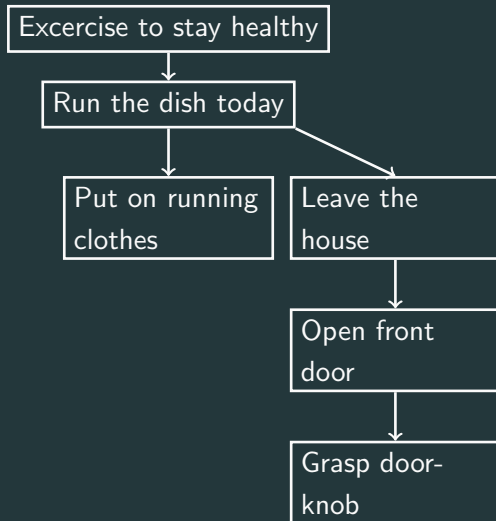 Excercise to stay healthy
Run the dish today
Put on running
clothes
Leave the
house
Open front
door
Grasp door-
knob